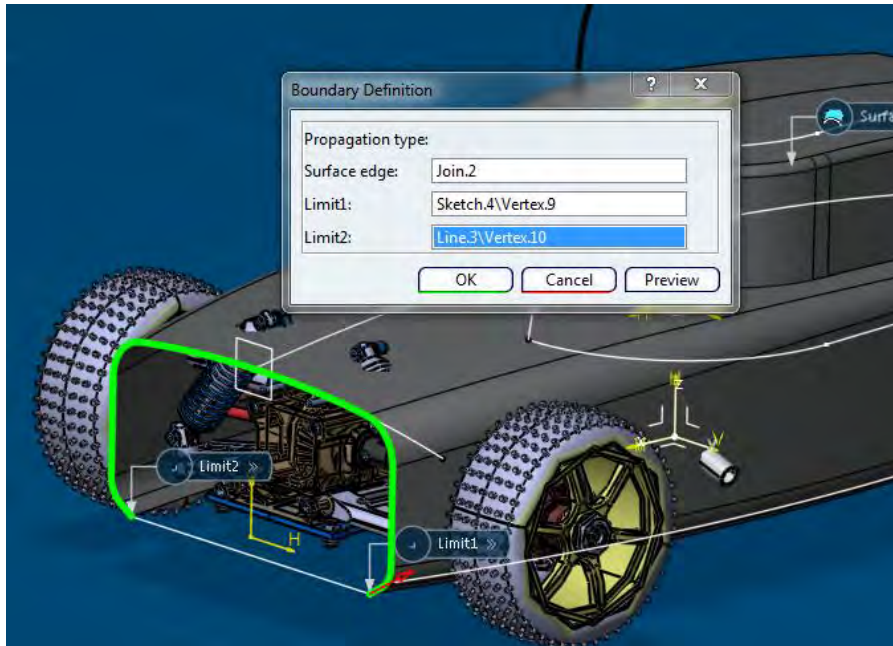 Boundary Definition
? X
Propagation type:
Surface edge: Join.2
Limit1: Sketch.4\Vertex.9
Limit2: Line.3\Vertex.10
OK Cancel Preview
Surfa
z
Limit2 »
H
Limit1 »